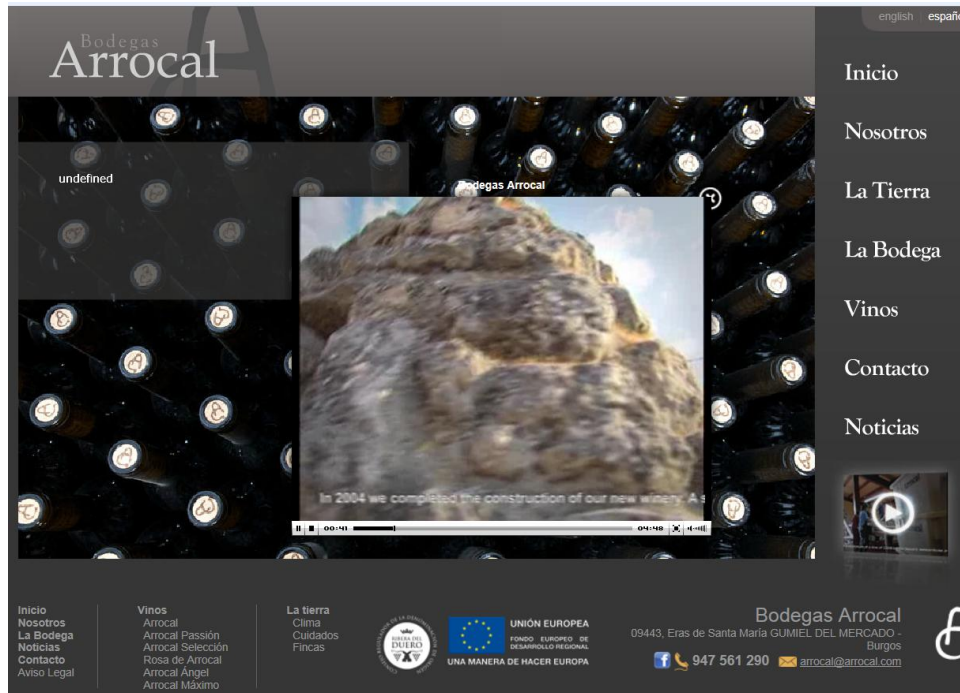 english | español
Bodegas
Arrocal
Inicio
Nosotros
La Tierra
La Bodega
Vinos
Contacto
Noticias
undefined
Bodegas Arrocal
In 2004 we completed the construction of our new winery. A s
00:41
04:48
Inicio
Nosotros
La Bodega
Noticias
Contacto
Aviso Legal
Vinos
Arrocal
Arrocal Passión
Arrocal Selección
Rosa de Arrocal
Arrocal Ángel
Arrocal Máximo
La tierra
Clima
Cuidados
Fincas
RIBERA DEL
DUERO
UNIÓN EUROPEA
FONDO EUROPEO DE
DESARROLLO REGIONAL
UNA MANERA DE HACER EUROPA
Bodegas Arrocal
09443, Eras de Santa María GUMIEL DEL MERCADO -
Burgos
947 561 290 arrocal@arrocal.com